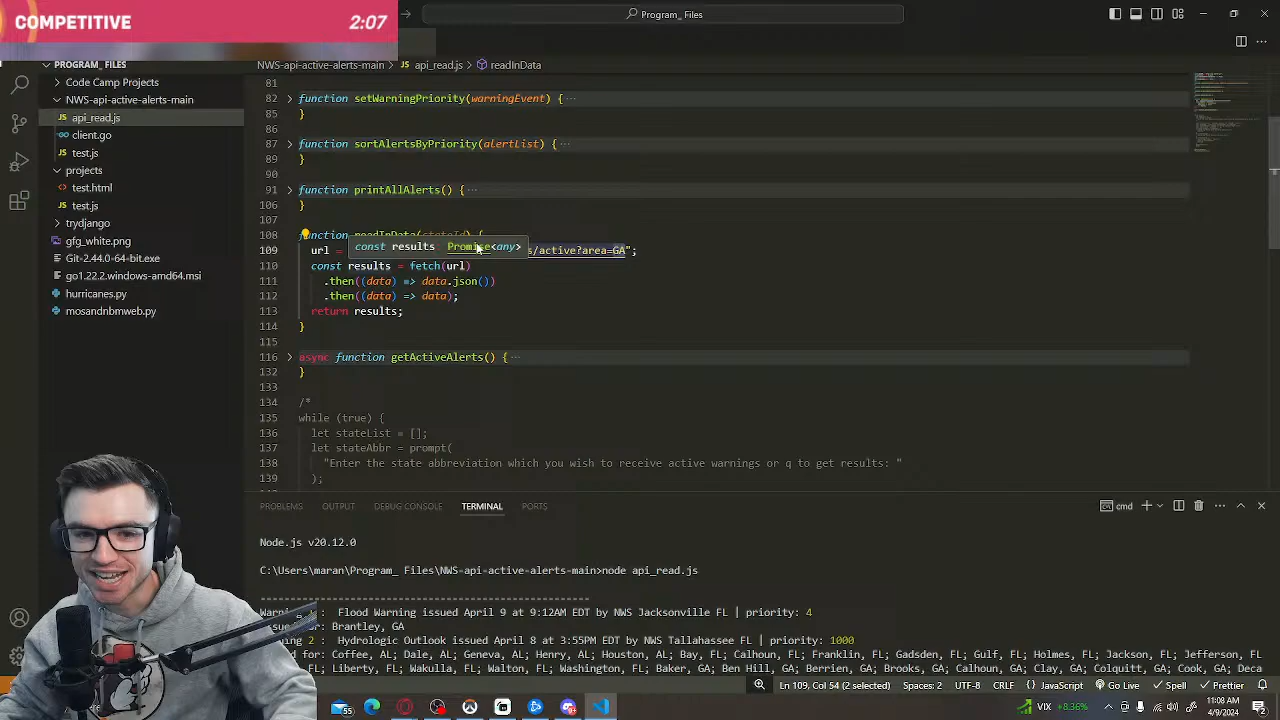 COMPETITIVE 2:07
Program_ Files
PROGRAM_ FILES
NWS-api-active-alerts-main > JS api_read.js > readInData
Code Camp Projects
NWS-api-active-alerts-main
JS api_read.js
client.go
JS test.js
projects
<> test.html
JS test.js
trydjango
gfg_white.png
Git-2.44.0-64-bit.exe
go1.22.2.windows-amd64.msi
hurricanes.py
mosandnbmweb.py
81
82 > function setWarningPriority(warningEvent) { ...
85 }
86
87 > function sortAlertsByPriority(alertList) { ...
89 }
90
91 > function printAllAlerts() { ...
106 }
107
108 function
const results Promise<any>
109 url = s/active?area=GA";
110 const results = fetch(url)
111 .then((data) => data.json())
112 .then((data) => data);
113 return results;
114 }
115
116 > async function getActiveAlerts() { ...
132 }
133
134 /*
135 while (true) {
136 let stateList = [];
137 let stateAbbr = prompt(
138 "Enter the state abbreviation which you wish to receive active warnings or q to get results: "
139 );
PROBLEMS OUTPUT DEBUG CONSOLE TERMINAL PORTS
cmd
Node.js v20.12.0
C:\Users\maran\Program_ Files\NWS-api-active-alerts-main>node api_read.js
--------------------------------------------------------
: Flood Warning issued April 9 at 9:12AM EDT by NWS Jacksonville FL | priority: 4
: Brantley, GA
2 : Hydrologic Outlook issued April 8 at 3:55PM EDT by NWS Tallahassee FL | priority: 1000
for: Coffee, AL; Dale, AL; Geneva, AL; Henry, AL; Houston, AL; Bay, FL; Calhoun, FL; Franklin, FL; Gadsden, FL; Gulf, FL; Holmes, FL; Jackson, FL; Jefferson, FL
FL; Liberty, FL; Wakulla, FL; Walton, FL; Washington, FL; Baker, GA; Ben Hill, GA; Berrien, GA; Brooks, GA; Calhoun, GA; Clay, GA; Colquitt, GA; Cook, GA; Deca
Ln 109, Col 54 (2 selected) Spaces: 2 UTF-8 CRLF {} JavaScript Go Live Spell Prettier
+8.36%
11:08 AM
4/9/2024